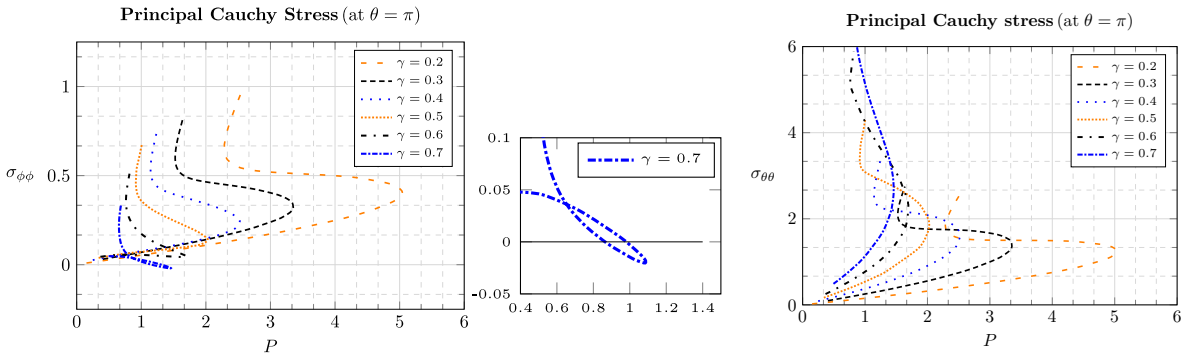 Principal Cauchy Stress (at θ = π)
σϕϕ
1
0.5
0
0 1 2 3 4 5 6
P
γ = 0.2
γ = 0.3
γ = 0.4
γ = 0.5
γ = 0.6
γ = 0.7
0.1
0.05
0
-0.05
0.4 0.6 0.8 1 1.2 1.4
γ = 0.7
Principal Cauchy stress (at θ = π)
σθθ
6
4
2
0
0 1 2 3 4 5 6
P
γ = 0.2
γ = 0.3
γ = 0.4
γ = 0.5
γ = 0.6
γ = 0.7